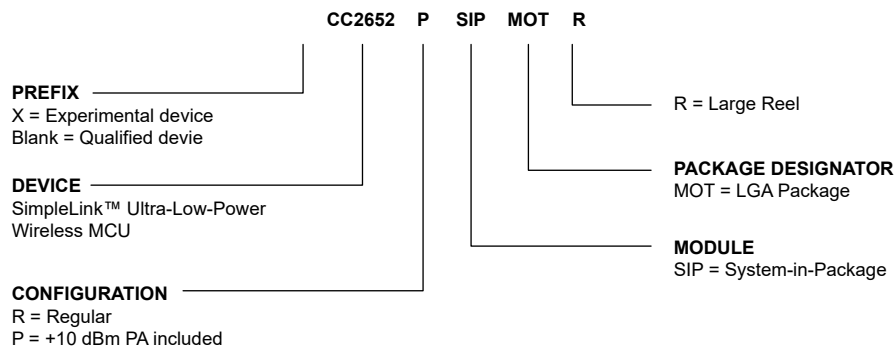 CC2652 P SIP MOT R
PREFIX
X = Experimental device
Blank = Qualified devie
DEVICE
SimpleLink™ Ultra-Low-Power
Wireless MCU
CONFIGURATION
R = Regular
P = +10 dBm PA included
R = Large Reel
PACKAGE DESIGNATOR
MOT = LGA Package
MODULE
SIP = System-in-Package